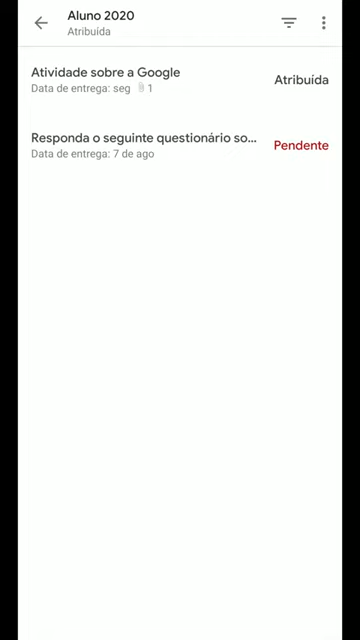 Aluno 2020
Atribuída
Atividade sobre a Google
Data de entrega: seg 1
Atribuída
Responda o seguinte questionário so...
Data de entrega: 7 de ago
Pendente